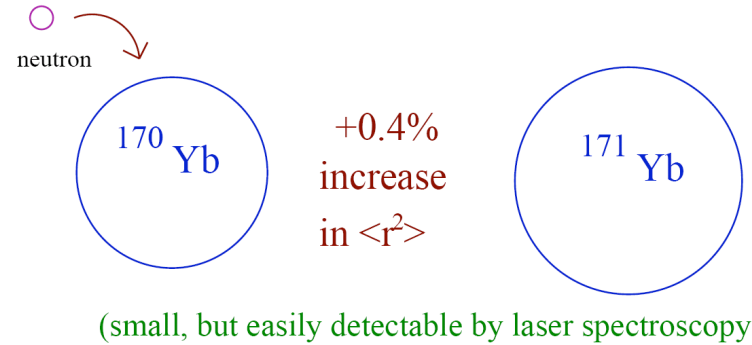 neutron
¹⁷⁰ Yb
+0.4%
increase
in <r²>
¹⁷¹ Yb
(small, but easily detectable by laser spectroscopy